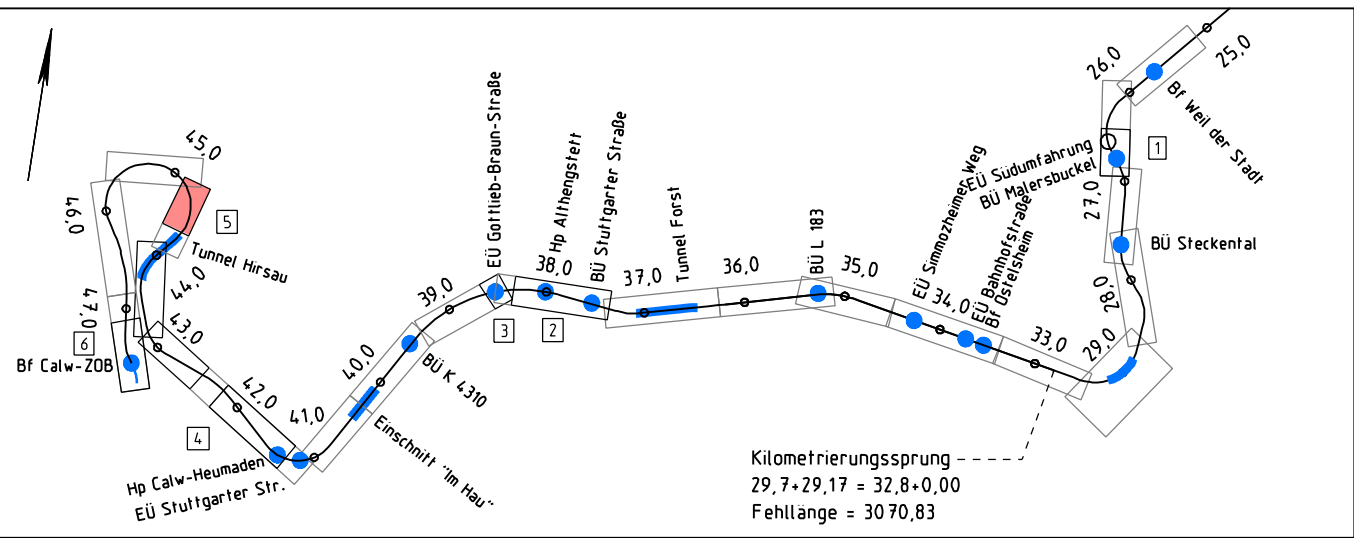 45,0
46,0
5
Tunnel Hirsau
44,0
47,0
43,0
6
Bf Calw-ZOB
42,0
4
41,0
Hp Calw-Heumaden
EÜ Stuttgarter Str.
40,0
Einschnitt "Im Hau"
BÜ K 4310
39,0
EÜ Gottlieb-Braun-Straße
3
38,0
2
Hp Althengstett
BÜ Stuttgarter Straße
37,0
Tunnel Forst
36,0
BÜ L 183
35,0
EÜ Simmozheimer Weg
34,0
EÜ Bahnhofstraße
Bf Ostelsheim
33,0
29,0
28,0
BÜ Steckental
27,0
EÜ Südumfahrung
BÜ Malersbuckel
1
26,0
Bf Weil der Stadt
25,0
Kilometrierungssprung
29,7+29,17 = 32,8+0,00
Fehllänge = 3070,83